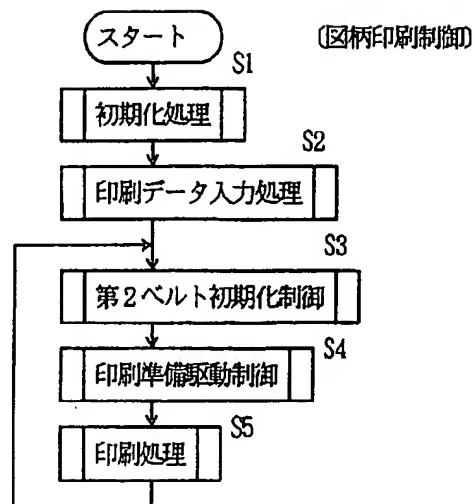 スタート
〔図柄印刷制御〕
S1
初期化処理
S2
印刷データ入力処理
S3
第2ベルト初期化制御
S4
印刷準備駆動制御
S5
印刷処理